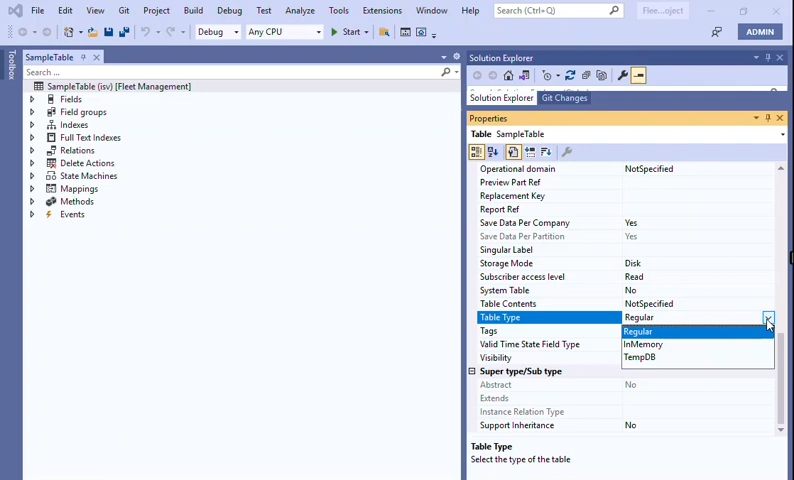 File Edit View Git Project Build Debug Test Analyze Tools Extensions Window Help Search (Ctrl+Q) Flee...oject
Debug Any CPU Start ADMIN
Toolbox
SampleTable
Search ...
SampleTable (isv) [Fleet Management]
Fields
Field groups
Indexes
Full Text Indexes
Relations
Delete Actions
State Machines
Mappings
Methods
Events
Solution Explorer
Solution Explorer Git Changes
Properties
Table SampleTable
Operational domain NotSpecified
Preview Part Ref
Replacement Key
Report Ref
Save Data Per Company Yes
Save Data Per Partition Yes
Singular Label
Storage Mode Disk
Subscriber access level Read
System Table No
Table Contents NotSpecified
Table Type Regular
Tags Regular
Valid Time State Field Type InMemory
Visibility TempDB
Super type/Sub type
Abstract No
Extends
Instance Relation Type
Support Inheritance No
Table Type
Select the type of the table